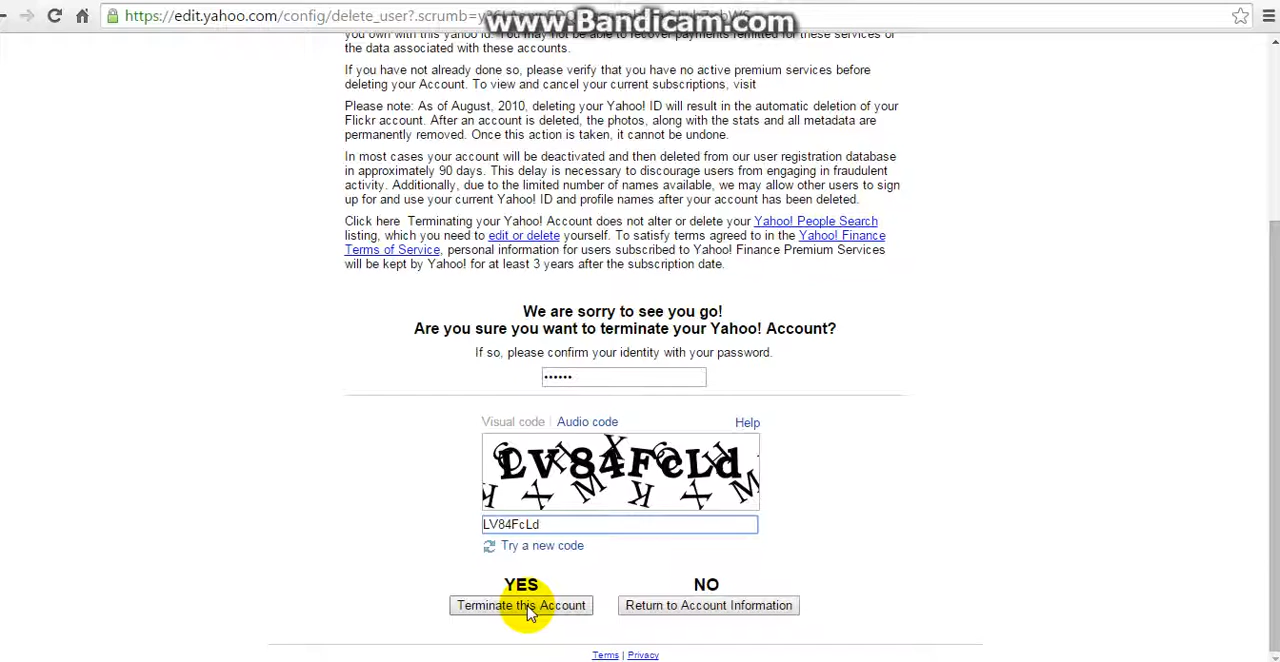 https://edit.yahoo.com/config/delete_user?.scrumb=
www.Bandicam.com
you own with this yahoo id. You may not be able to recover payments remitted for these services or
the data associated with these accounts.
If you have not already done so, please verify that you have no active premium services before
deleting your Account. To view and cancel your current subscriptions, visit
Please note: As of August, 2010, deleting your Yahoo! ID will result in the automatic deletion of your
Flickr account. After an account is deleted, the photos, along with the stats and all metadata are
permanently removed. Once this action is taken, it cannot be undone.
In most cases your account will be deactivated and then deleted from our user registration database
in approximately 90 days. This delay is necessary to discourage users from engaging in fraudulent
activity. Additionally, due to the limited number of names available, we may allow other users to sign
up for and use your current Yahoo! ID and profile names after your account has been deleted.
Click here Terminating your Yahoo! Account does not alter or delete your Yahoo! People Search
listing, which you need to edit or delete yourself. To satisfy terms agreed to in the Yahoo! Finance
Terms of Service, personal information for users subscribed to Yahoo! Finance Premium Services
will be kept by Yahoo! for at least 3 years after the subscription date.
We are sorry to see you go!
Are you sure you want to terminate your Yahoo! Account?
If so, please confirm your identity with your password.
••••••
Visual code | Audio code Help
LV84FcLd
LV84FcLd
Try a new code
YES NO
Terminate this Account Return to Account Information
Terms | Privacy